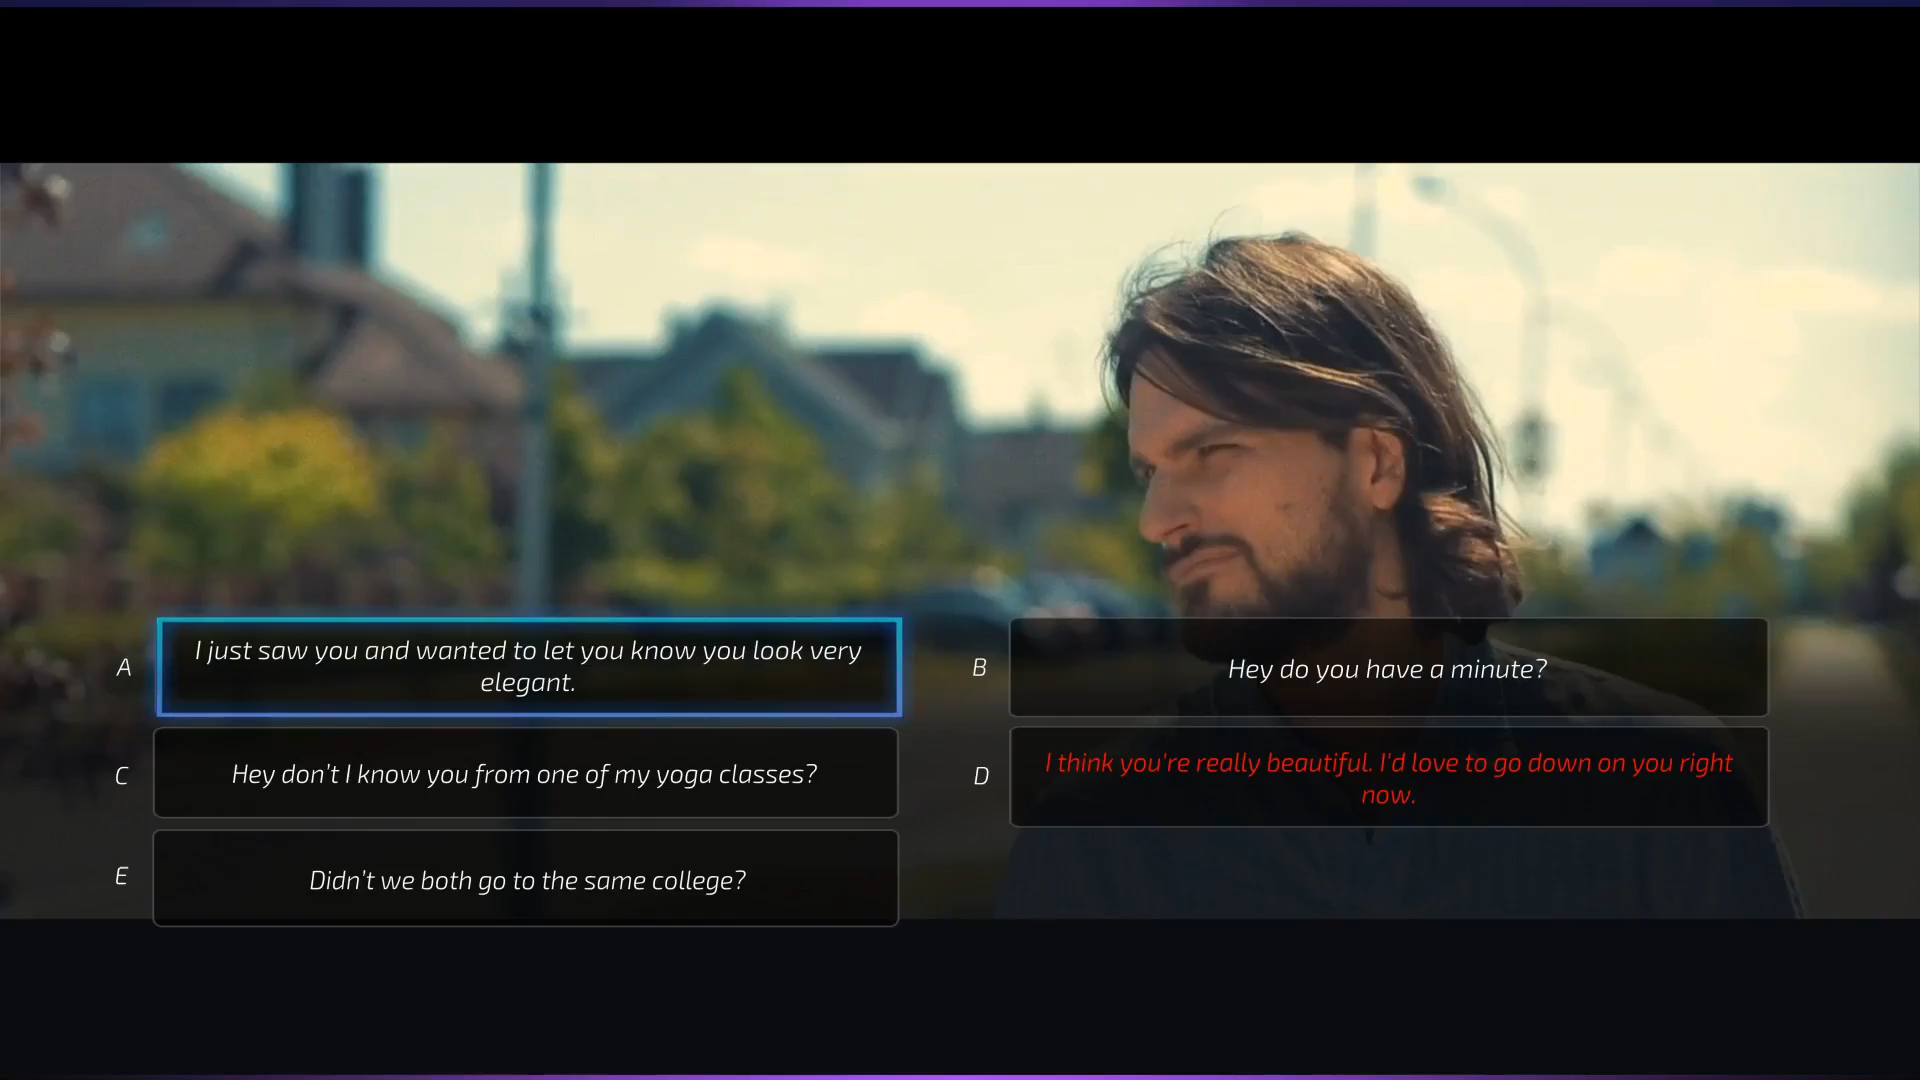 A
I just saw you and wanted to let you know you look very
elegant.
B
Hey do you have a minute?
C
Hey don't I know you from one of my yoga classes?
D
I think you're really beautiful. I'd love to go down on you right
now.
E
Didn't we both go to the same college?